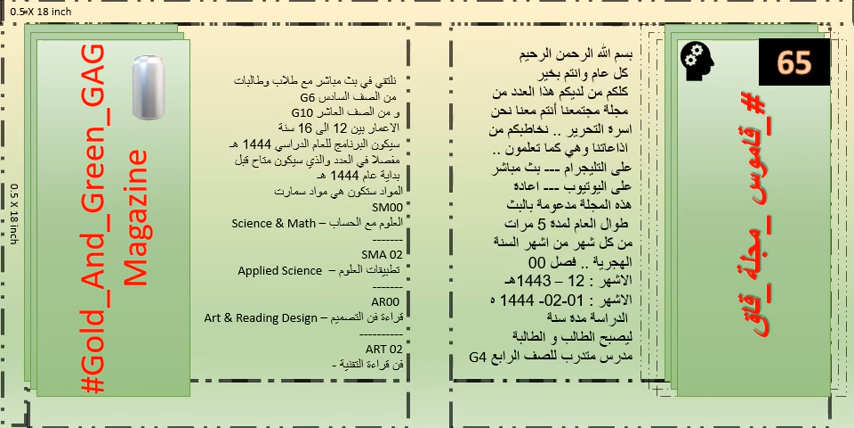 0.5 X 18 inch
0.5 X 18 Inch
#Gold_And_Green_GAG
Magazine
نلتقي في بث مباشر مع طلاب وطالبات
من الصف السادس G6
و من الصف العاشر G10
الاعمار بين 12 الى 16 سنة
سيكون البرنامج للعام الدراسي 1444 هـ
مفصلا في العدد والذي سيكون متاح قبل
بداية عام 1444 هـ
المواد ستكون هي مواد سمارت
SM00
العلوم مع الحساب – Science & Math
-------
SMA 02
تطبيقات العلوم – Applied Science
-------
AR00
قراءة فن التصميم – Art & Reading Design
----------
ART 02
فن قراءة التقنية -
بسم الله الرحمن الرحيم
كل عام وانتم بخير
كلكم من لديكم هذا العدد من
مجلة مجتمعنا أنتم معنا نحن
اسرة التحرير .. نخاطبكم من
اذاعاتنا وهي كما تعلمون ..
على التليجرام --- بث مباشر
على اليوتيوب --- اعادة
هذه المجلة مدعومة بالبث
طوال العام لمدة 5 مرات
من كل شهر من اشهر السنة
الهجرية .. فصل 00
الاشهر : 12 – 1443هـ
الاشهر : 01-02- 1444 ه
الدراسة مدة سنة
ليصبح الطالب و الطالبة
مدرس متدرب للصف الرابع G4
65
#_قاموس_مجلة_قاق